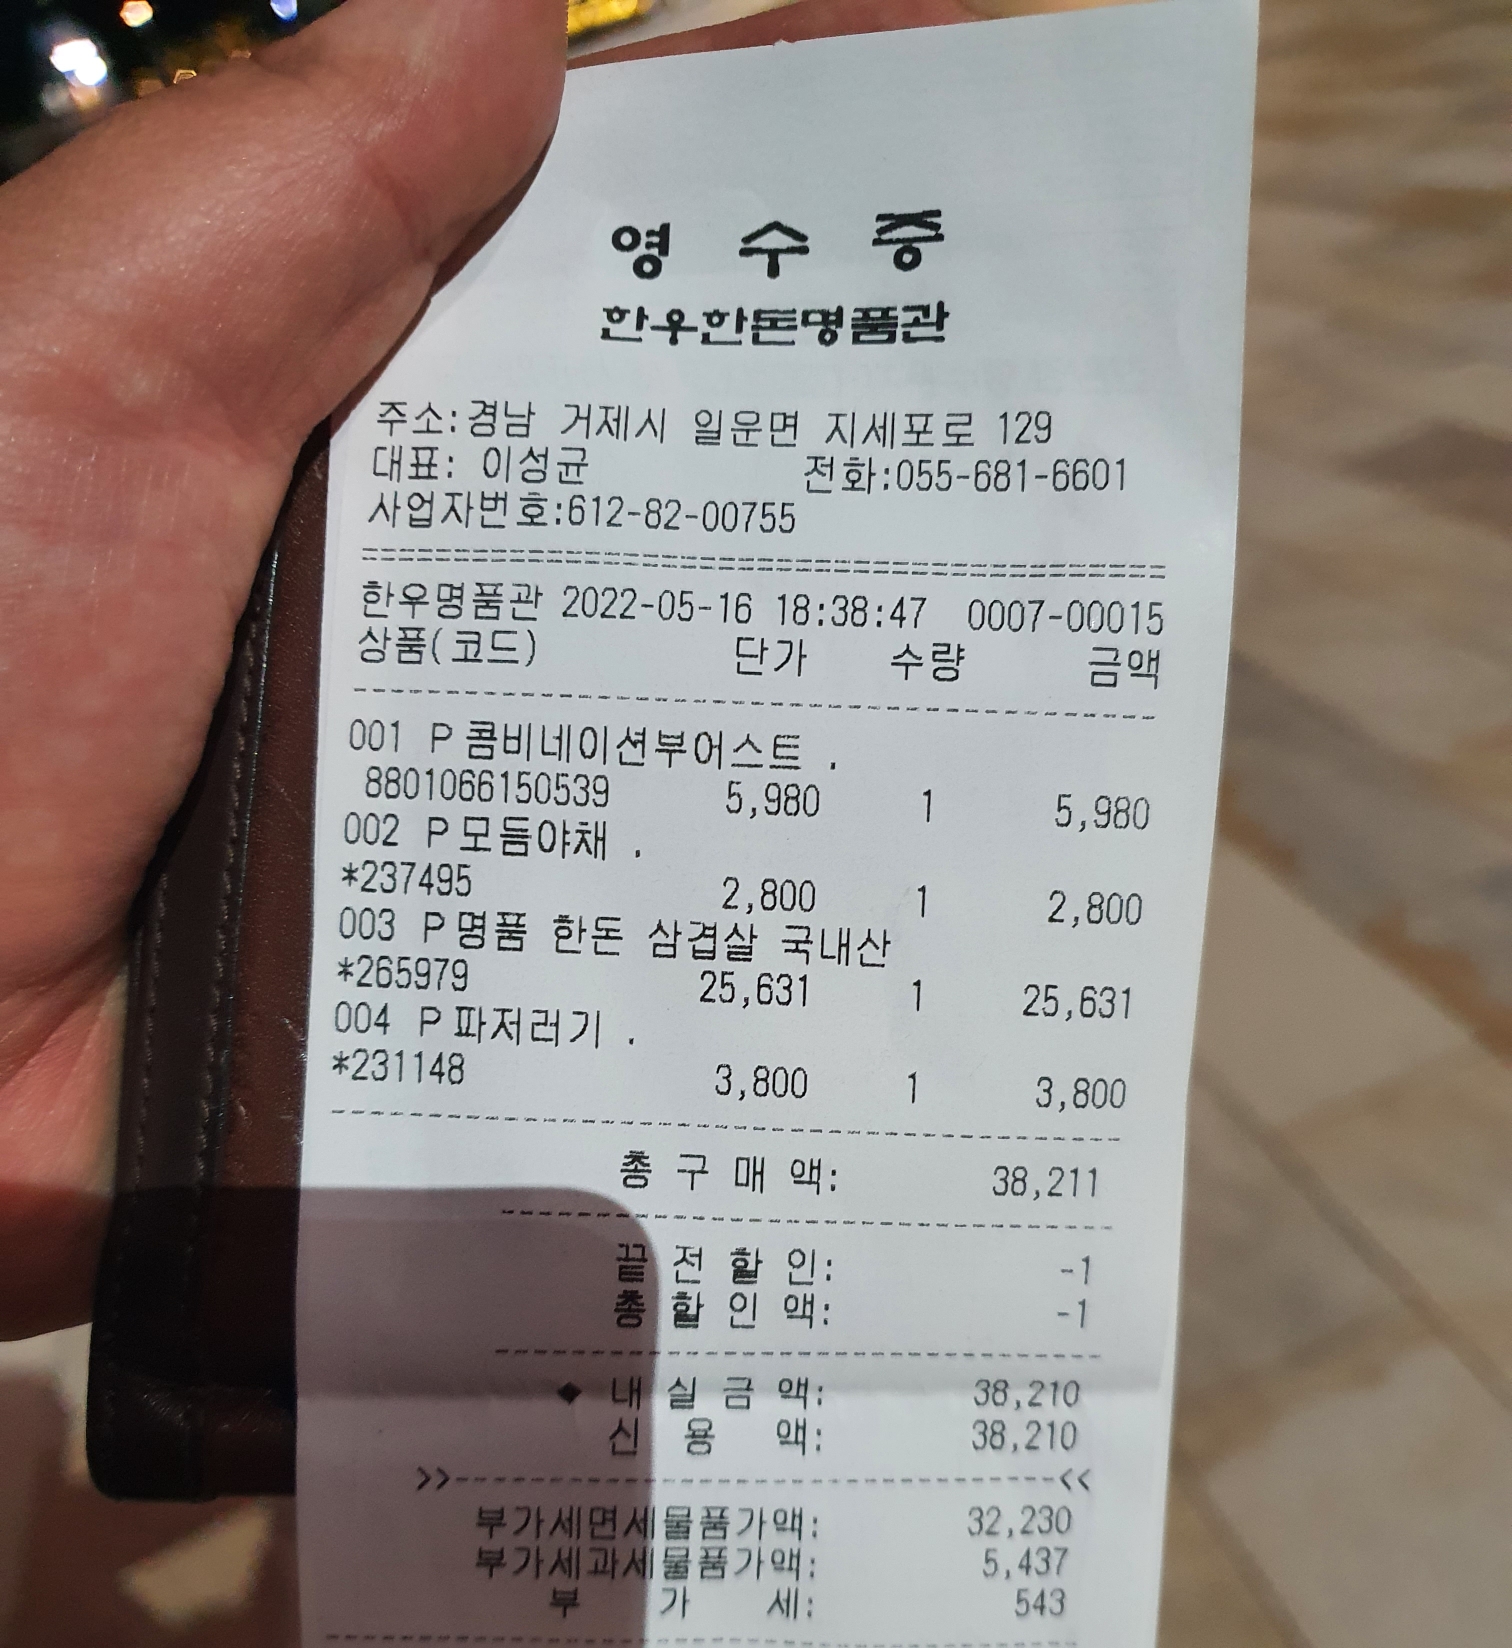 영 수 증
한우한돈명품관
주소:경남 거제시 일운면 지세포로 129
대표: 이성균 전화:055-681-6601
사업자번호:612-82-00755
한우명품관 2022-05-16 18:38:47 0007-00015
상품(코드) 단가 수량 금액
001 P 콤비네이션부어스트 .
8801066150539 5,980 1 5,980
002 P 모듬야채 .
*237495 2,800 1 2,800
003 P 명품 한돈 삼겹살 국내산
*265979 25,631 1 25,631
004 P 파저러기 .
*231148 3,800 1 3,800
총 구 매 액: 38,211
끝 전 할 인: -1
총 할 인 액: -1
◆ 내 실 금 액: 38,210
신 용 액: 38,210
>>------------------------------------<<
부가세면세물품가액: 32,230
부가세과세물품가액: 5,437
부 가 세: 543